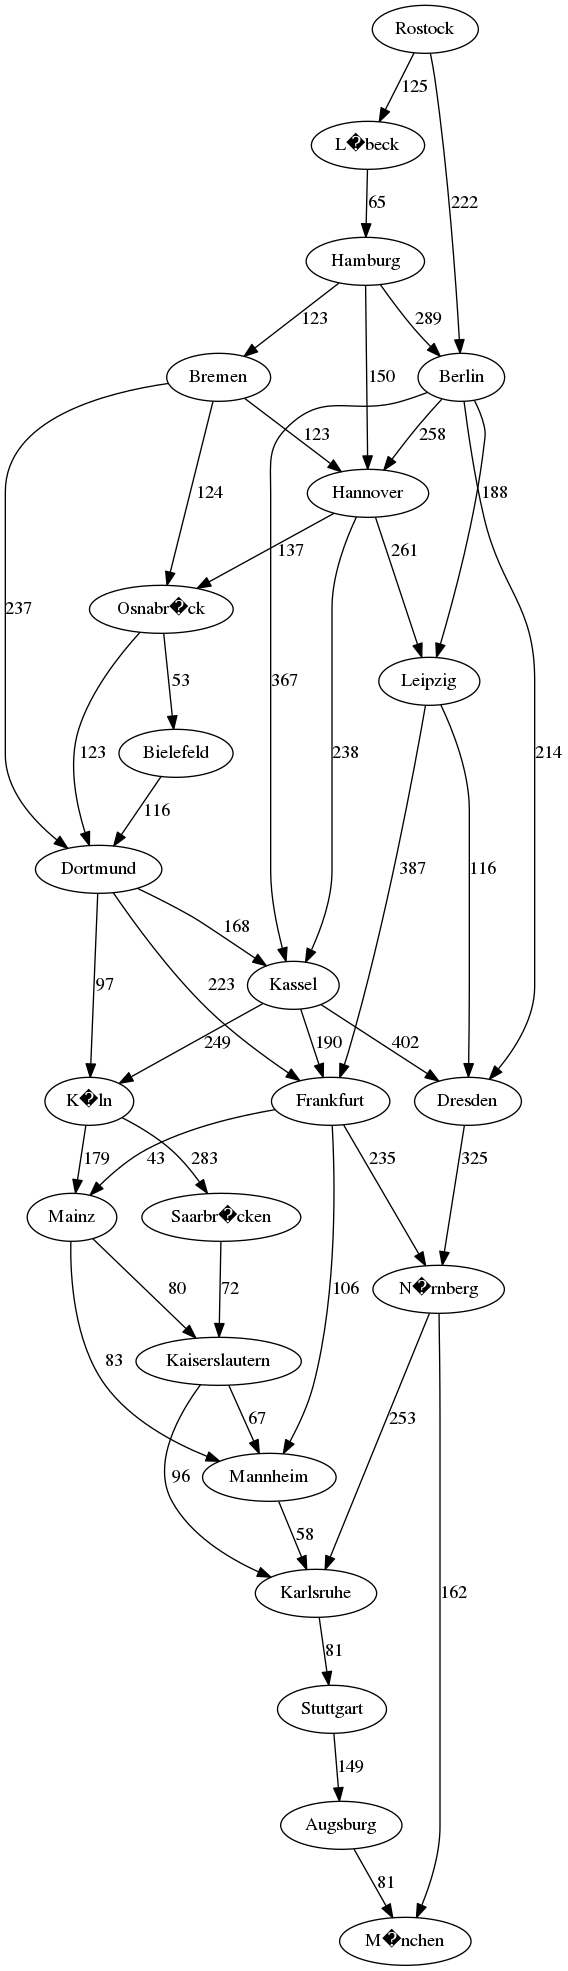 Rostock
125
L�beck
222
65
Hamburg
123
289
150
Bremen
Berlin
123
258
Hannover
188
124
137
261
237
Osnabr�ck
367
Leipzig
53
123
238
214
Bielefeld
116
387
116
Dortmund
168
97
223
Kassel
249
190
402
K�ln
Frankfurt
Dresden
179
283
43
235
325
Mainz
Saarbr�cken
80
72
106
N�rnberg
83
Kaiserslautern
67
253
96
Mannheim
58
162
Karlsruhe
81
Stuttgart
149
Augsburg
81
M�nchen